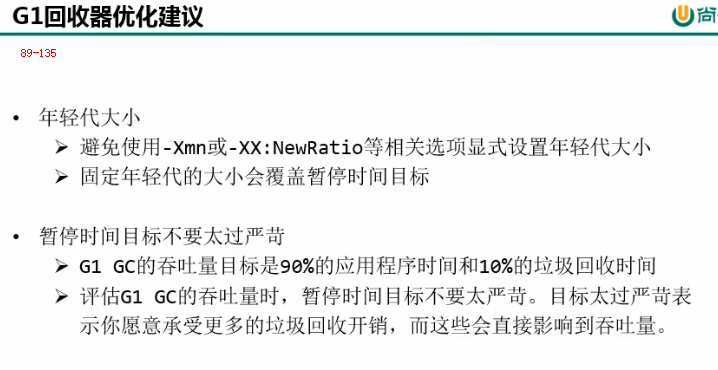 G1回收器优化建议
尚
89-135
• 年轻代大小
➢ 避免使用-Xmn或-XX:NewRatio等相关选项显式设置年轻代大小
➢ 固定年轻代的大小会覆盖暂停时间目标
• 暂停时间目标不要太过严苛
➢ G1 GC的吞吐量目标是90%的应用程序时间和10%的垃圾回收时间
➢ 评估G1 GC的吞吐量时，暂停时间目标不要太严苛。目标太过严苛表
示你愿意承受更多的垃圾回收开销，而这些会直接影响到吞吐量。